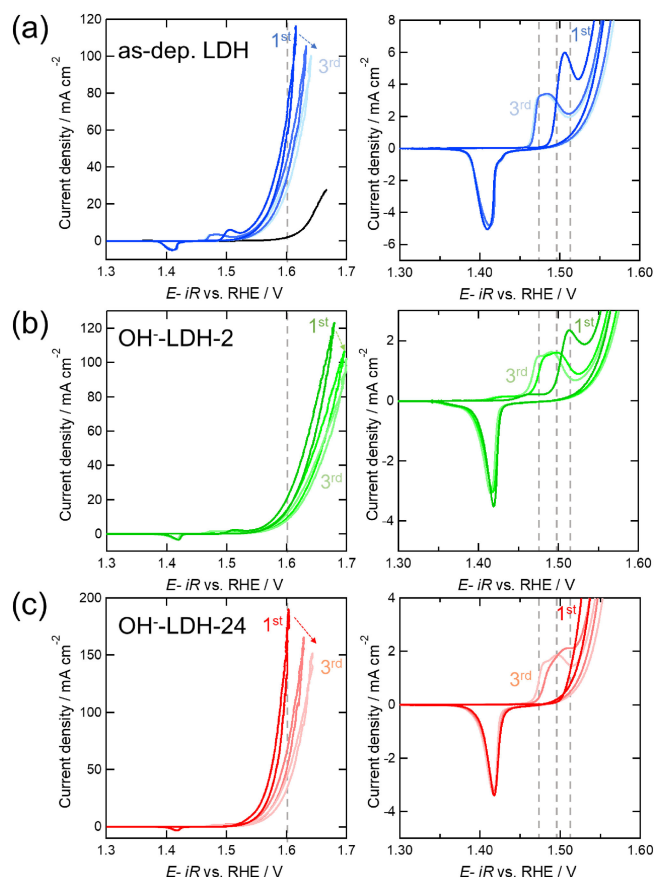 (a)
as-dep. LDH
1st
3rd
Current density / mA cm-2
120
100
80
60
40
20
0
1.3
1.4
1.5
1.6
1.7
E- iR vs. RHE / V
1st
3rd
Current density / mA cm-2
8
6
4
2
0
-2
-4
-6
1.30
1.40
1.50
1.60
E- iR vs. RHE / V
(b)
OH--LDH-2
1st
3rd
Current density / mA cm-2
120
100
80
60
40
20
0
1.3
1.4
1.5
1.6
1.7
E- iR vs. RHE / V
1st
3rd
Current density / mA cm-2
2
0
-2
-4
1.30
1.40
1.50
1.60
E- iR vs. RHE / V
(c)
OH--LDH-24
1st
3rd
Current density / mA cm-2
200
150
100
50
0
1.3
1.4
1.5
1.6
1.7
E- iR vs. RHE / V
1st
3rd
Current density / mA cm-2
4
2
0
-2
-4
1.30
1.40
1.50
1.60
E- iR vs. RHE / V